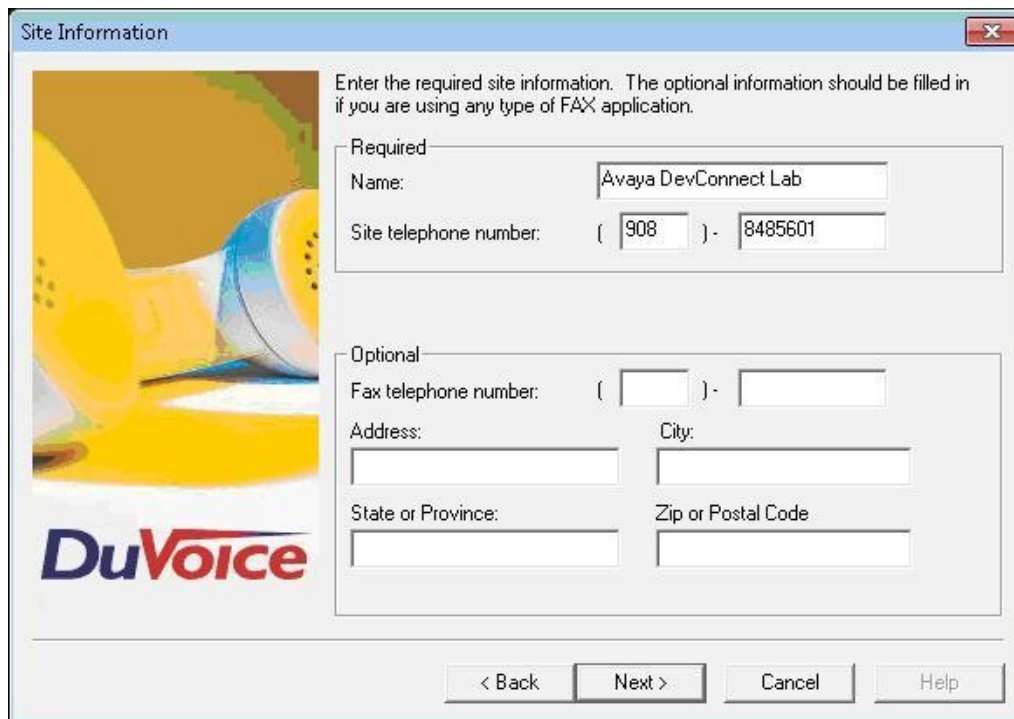 Site Information
Enter the required site information. The optional information should be filled in
if you are using any type of FAX application.
Required
Name: Avaya DevConnect Lab
Site telephone number: ( 908 ) - 8485601
Optional
Fax telephone number: ( ) -
Address: City:
State or Province: Zip or Postal Code
DuVoice
< Back Next > Cancel Help